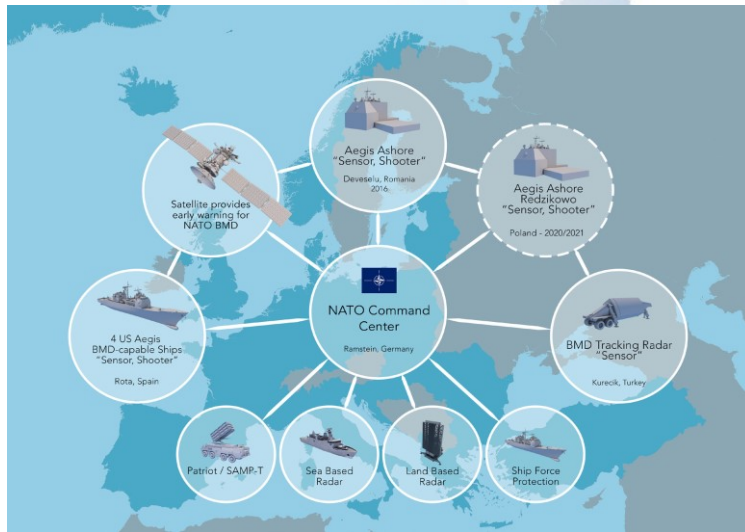 Aegis Ashore
"Sensor, Shooter"
Deveselu, Romania
2016
Satellite provides
early warning for
NATO BMD
Aegis Ashore
Redzikowo
"Sensor, Shooter"
Poland - 2020/2021
NATO Command
Center
Ramstein, Germany
4 US Aegis
BMD-capable Ships
"Sensor, Shooter"
Rota, Spain
BMD Tracking Radar
"Sensor"
Kurecik, Turkey
Patriot / SAMP-T
Sea Based
Radar
Land Based
Radar
Ship Force
Protection